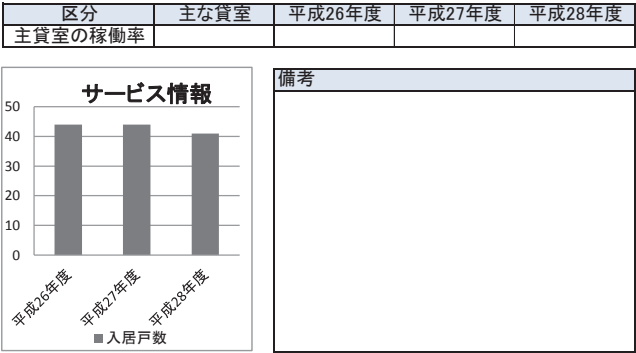 区分 主な貸室 平成26年度 平成27年度 平成28年度
主貸室の稼働率
サービス情報
50
40
30
20
10
0
平成26年度 平成27年度 平成28年度
■入居戸数
備考